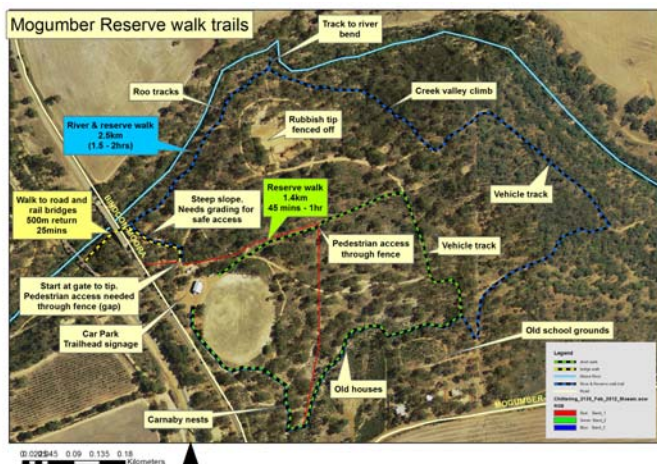 Mogumber Reserve walk trails
Track to river
bend
Roo tracks
Creek valley climb
River & reserve walk
2.5km
(1.5 - 2hrs)
Rubbish tip
fenced off
Walk to road and
rail bridges
500m return
25mins
Steep slope.
Needs grading for
safe access
Reserve walk
1.4km
45 mins - 1hr
Vehicle track
Pedestrian access
through fence
Vehicle track
Start at gate to tip.
Pedestrian access needed
through fence (gap)
Car Park
Trailhead signage
Old school grounds
Old houses
Carnaby nests
MOGUMBER
Legend
0.09
0.135
0.18
Kilometers